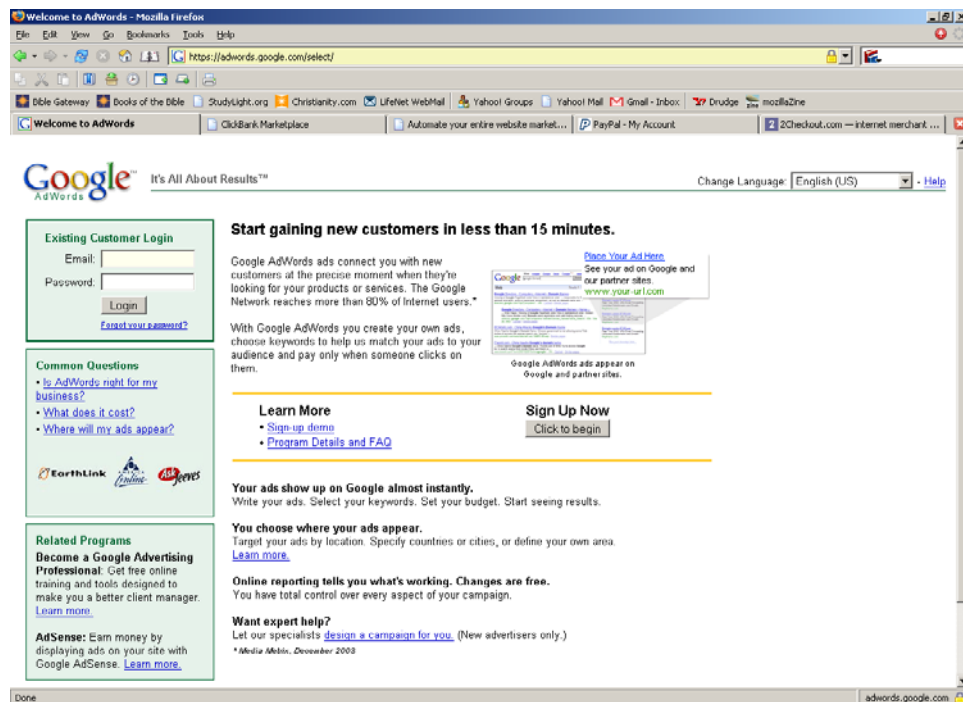 Welcome to AdWords - Mozilla Firefox
File Edit View Go Bookmarks Tools Help
https://adwords.google.com/select/
Bible Gateway Books of the Bible StudyLight.org Christianity.com LifeNet WebMail Yahoo! Groups Yahoo! Mail Gmail - Inbox Drudge mozillaZine
Welcome to AdWords ClickBank Marketplace Automate your entire website market... PayPal - My Account 2Checkout.com — internet merchant ...
Google™ It's All About Results™
AdWords
Change Language: English (US) - Help
Existing Customer Login
Email:
Password:
Login
Forgot your password?
Common Questions
• Is AdWords right for my
business?
• What does it cost?
• Where will my ads appear?
EarthLink Online Ask Jeeves
Related Programs
Become a Google Advertising
Professional: Get free online
training and tools designed to
make you a better client manager.
Learn more.
AdSense: Earn money by
displaying ads on your site with
Google AdSense. Learn more.
Start gaining new customers in less than 15 minutes.
Google AdWords ads connect you with new
customers at the precise moment when they're
looking for your products or services. The Google
Network reaches more than 80% of Internet users.*
With Google AdWords you create your own ads,
choose keywords to help us match your ads to your
audience and pay only when someone clicks on
them.
Place Your Ad Here
See your ad on Google and
our partner sites.
www.your-url.com
Google
Google AdWords ads appear on
Google and partner sites.
Learn More
• Sign-up demo
• Program Details and FAQ
Sign Up Now
Click to begin
Your ads show up on Google almost instantly.
Write your ads. Select your keywords. Set your budget. Start seeing results.
You choose where your ads appear.
Target your ads by location. Specify countries or cities, or define your own area.
Learn more.
Online reporting tells you what's working. Changes are free.
You have total control over every aspect of your campaign.
Want expert help?
Let our specialists design a campaign for you. (New advertisers only.)
* Media Metrix, December 2003
Done adwords.google.com